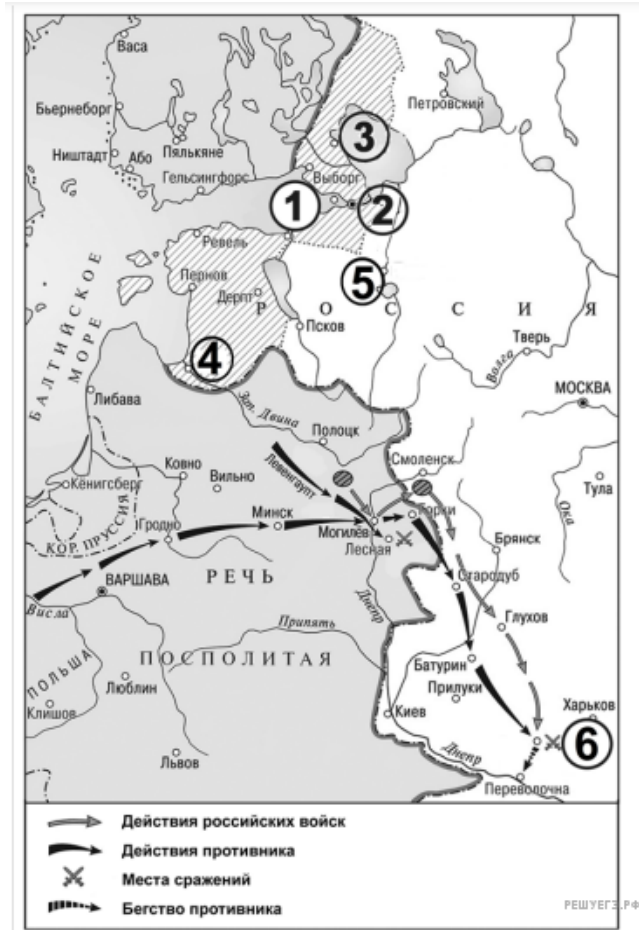 Васа
Бьернеборг
Петровский
3
Пялькяне
Ништадт
Або
Гельсингфорс
Выборг
1
2
Ревель
Пернов
Дерпт
5
РОССИЯ
Псков
БАЛТИЙСКОЕ
МОРЕ
4
Тверь
Волга
МОСКВА
Либава
Зап. Двина
Полоцк
Смоленск
Тула
Ока
Ковно
Вильно
Левенгаупт
Кёнигсберг
КОР. ПРУССИЯ
Гродно
Минск
Могилёв
Горки
Лесная
Брянск
РЕЧЬ
ВАРШАВА
Стародуб
Висла
Днепр
Припять
Глухов
ПОСПОЛИТАЯ
ПОЛЬША
Люблин
Батурин
Прилуки
Клишов
Киев
Харьков
6
Львов
Днепр
Переволочна
Действия российских войск
Действия противника
Места сражений
Бегство противника
РЕШУЕГЭ.РФ